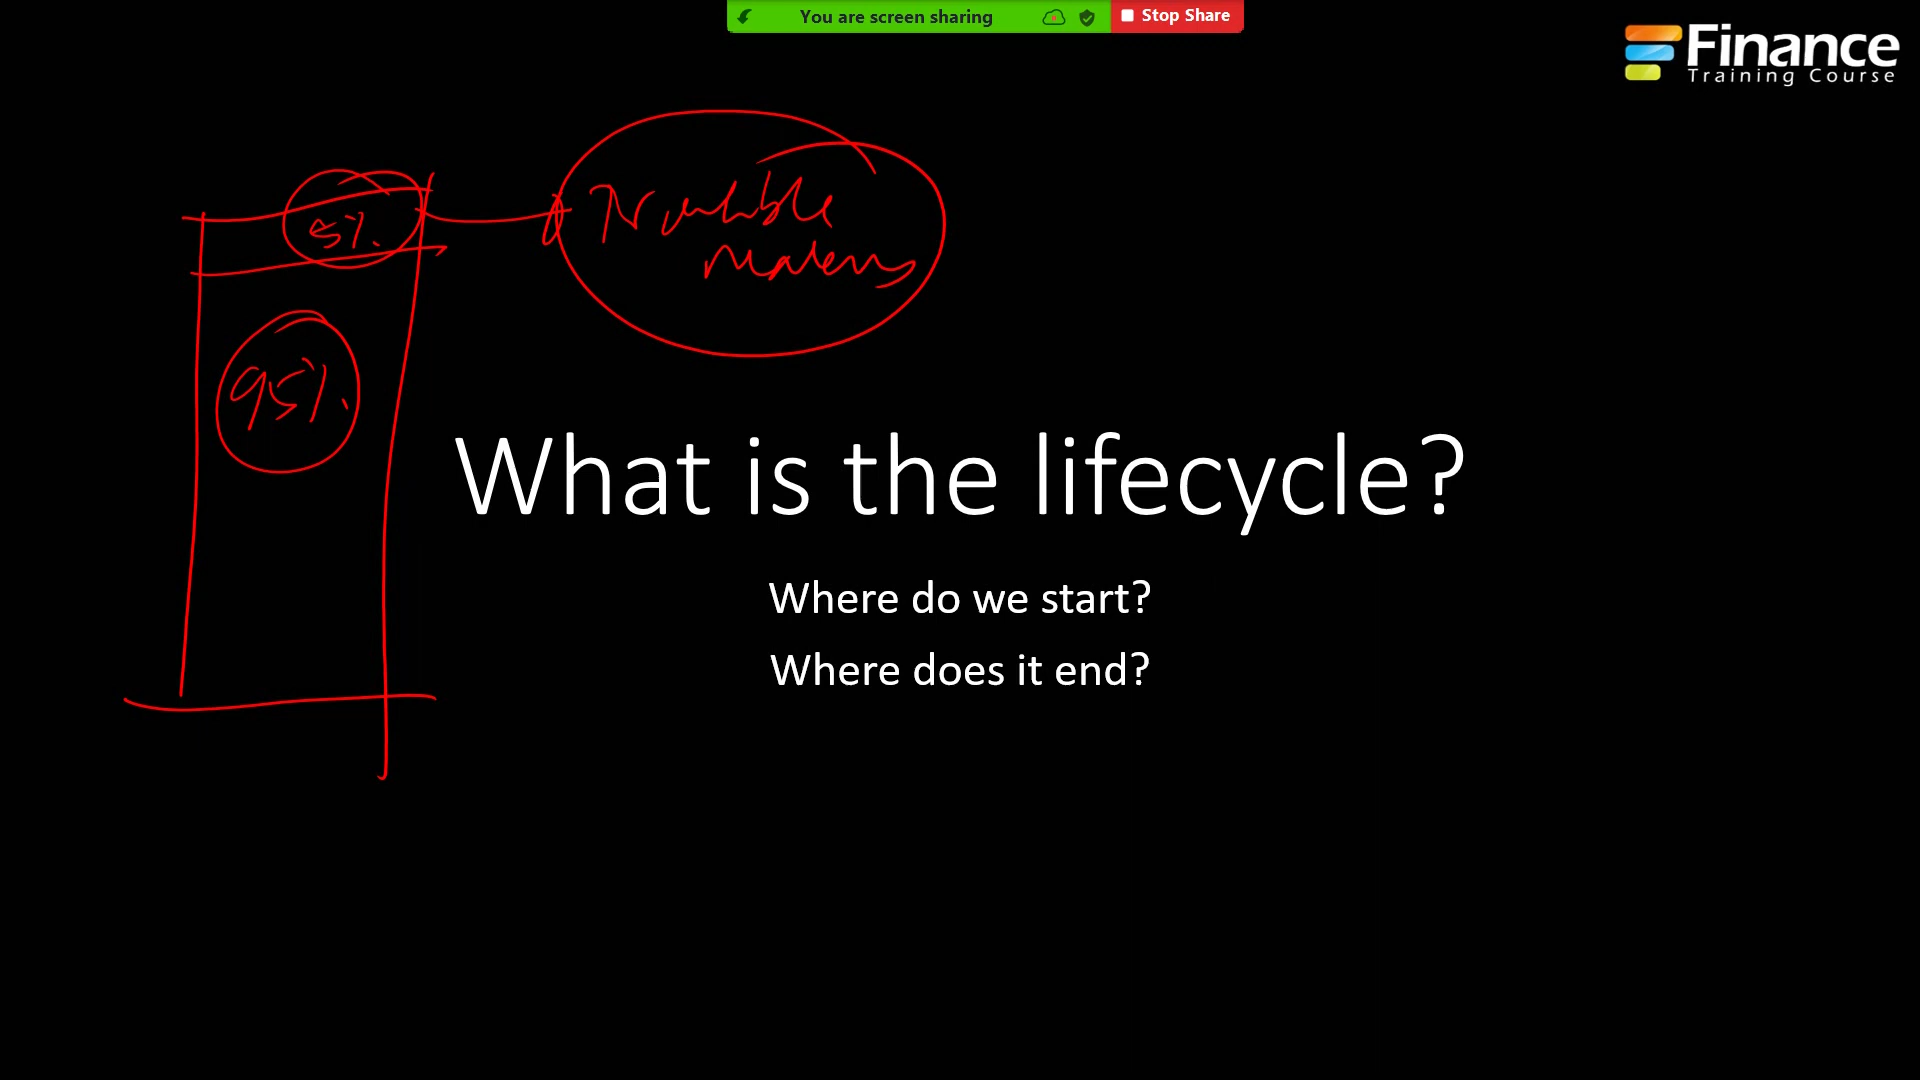 You are screen sharing
Stop Share
Finance
Training Course
5%.
Trouble
makers
95%.
What is the lifecycle?
Where do we start?
Where does it end?